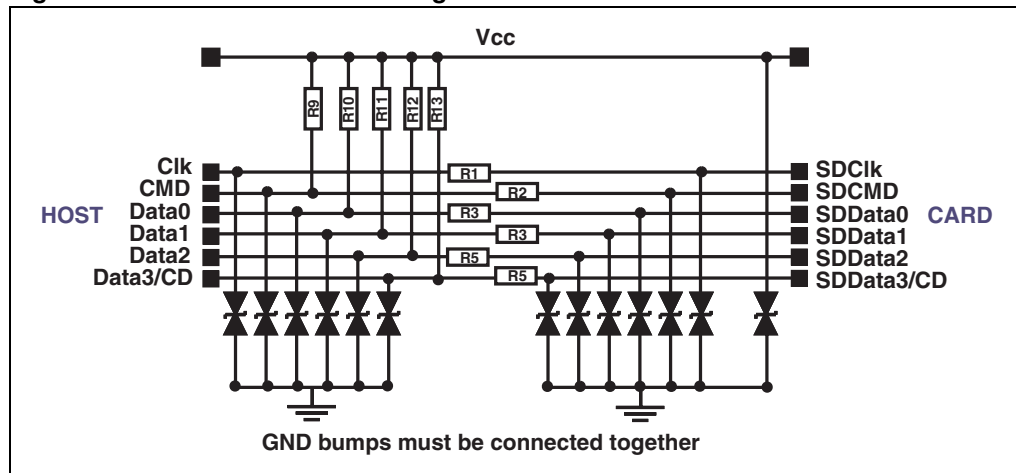 Vcc
R9 R10 R11 R12 R13
Clk R1 SDClk
CMD R2 SDCMD
HOST Data0 R3 SDData0 CARD
Data1 R3 SDData1
Data2 R5 SDData2
Data3/CD R5 SDData3/CD
GND bumps must be connected together